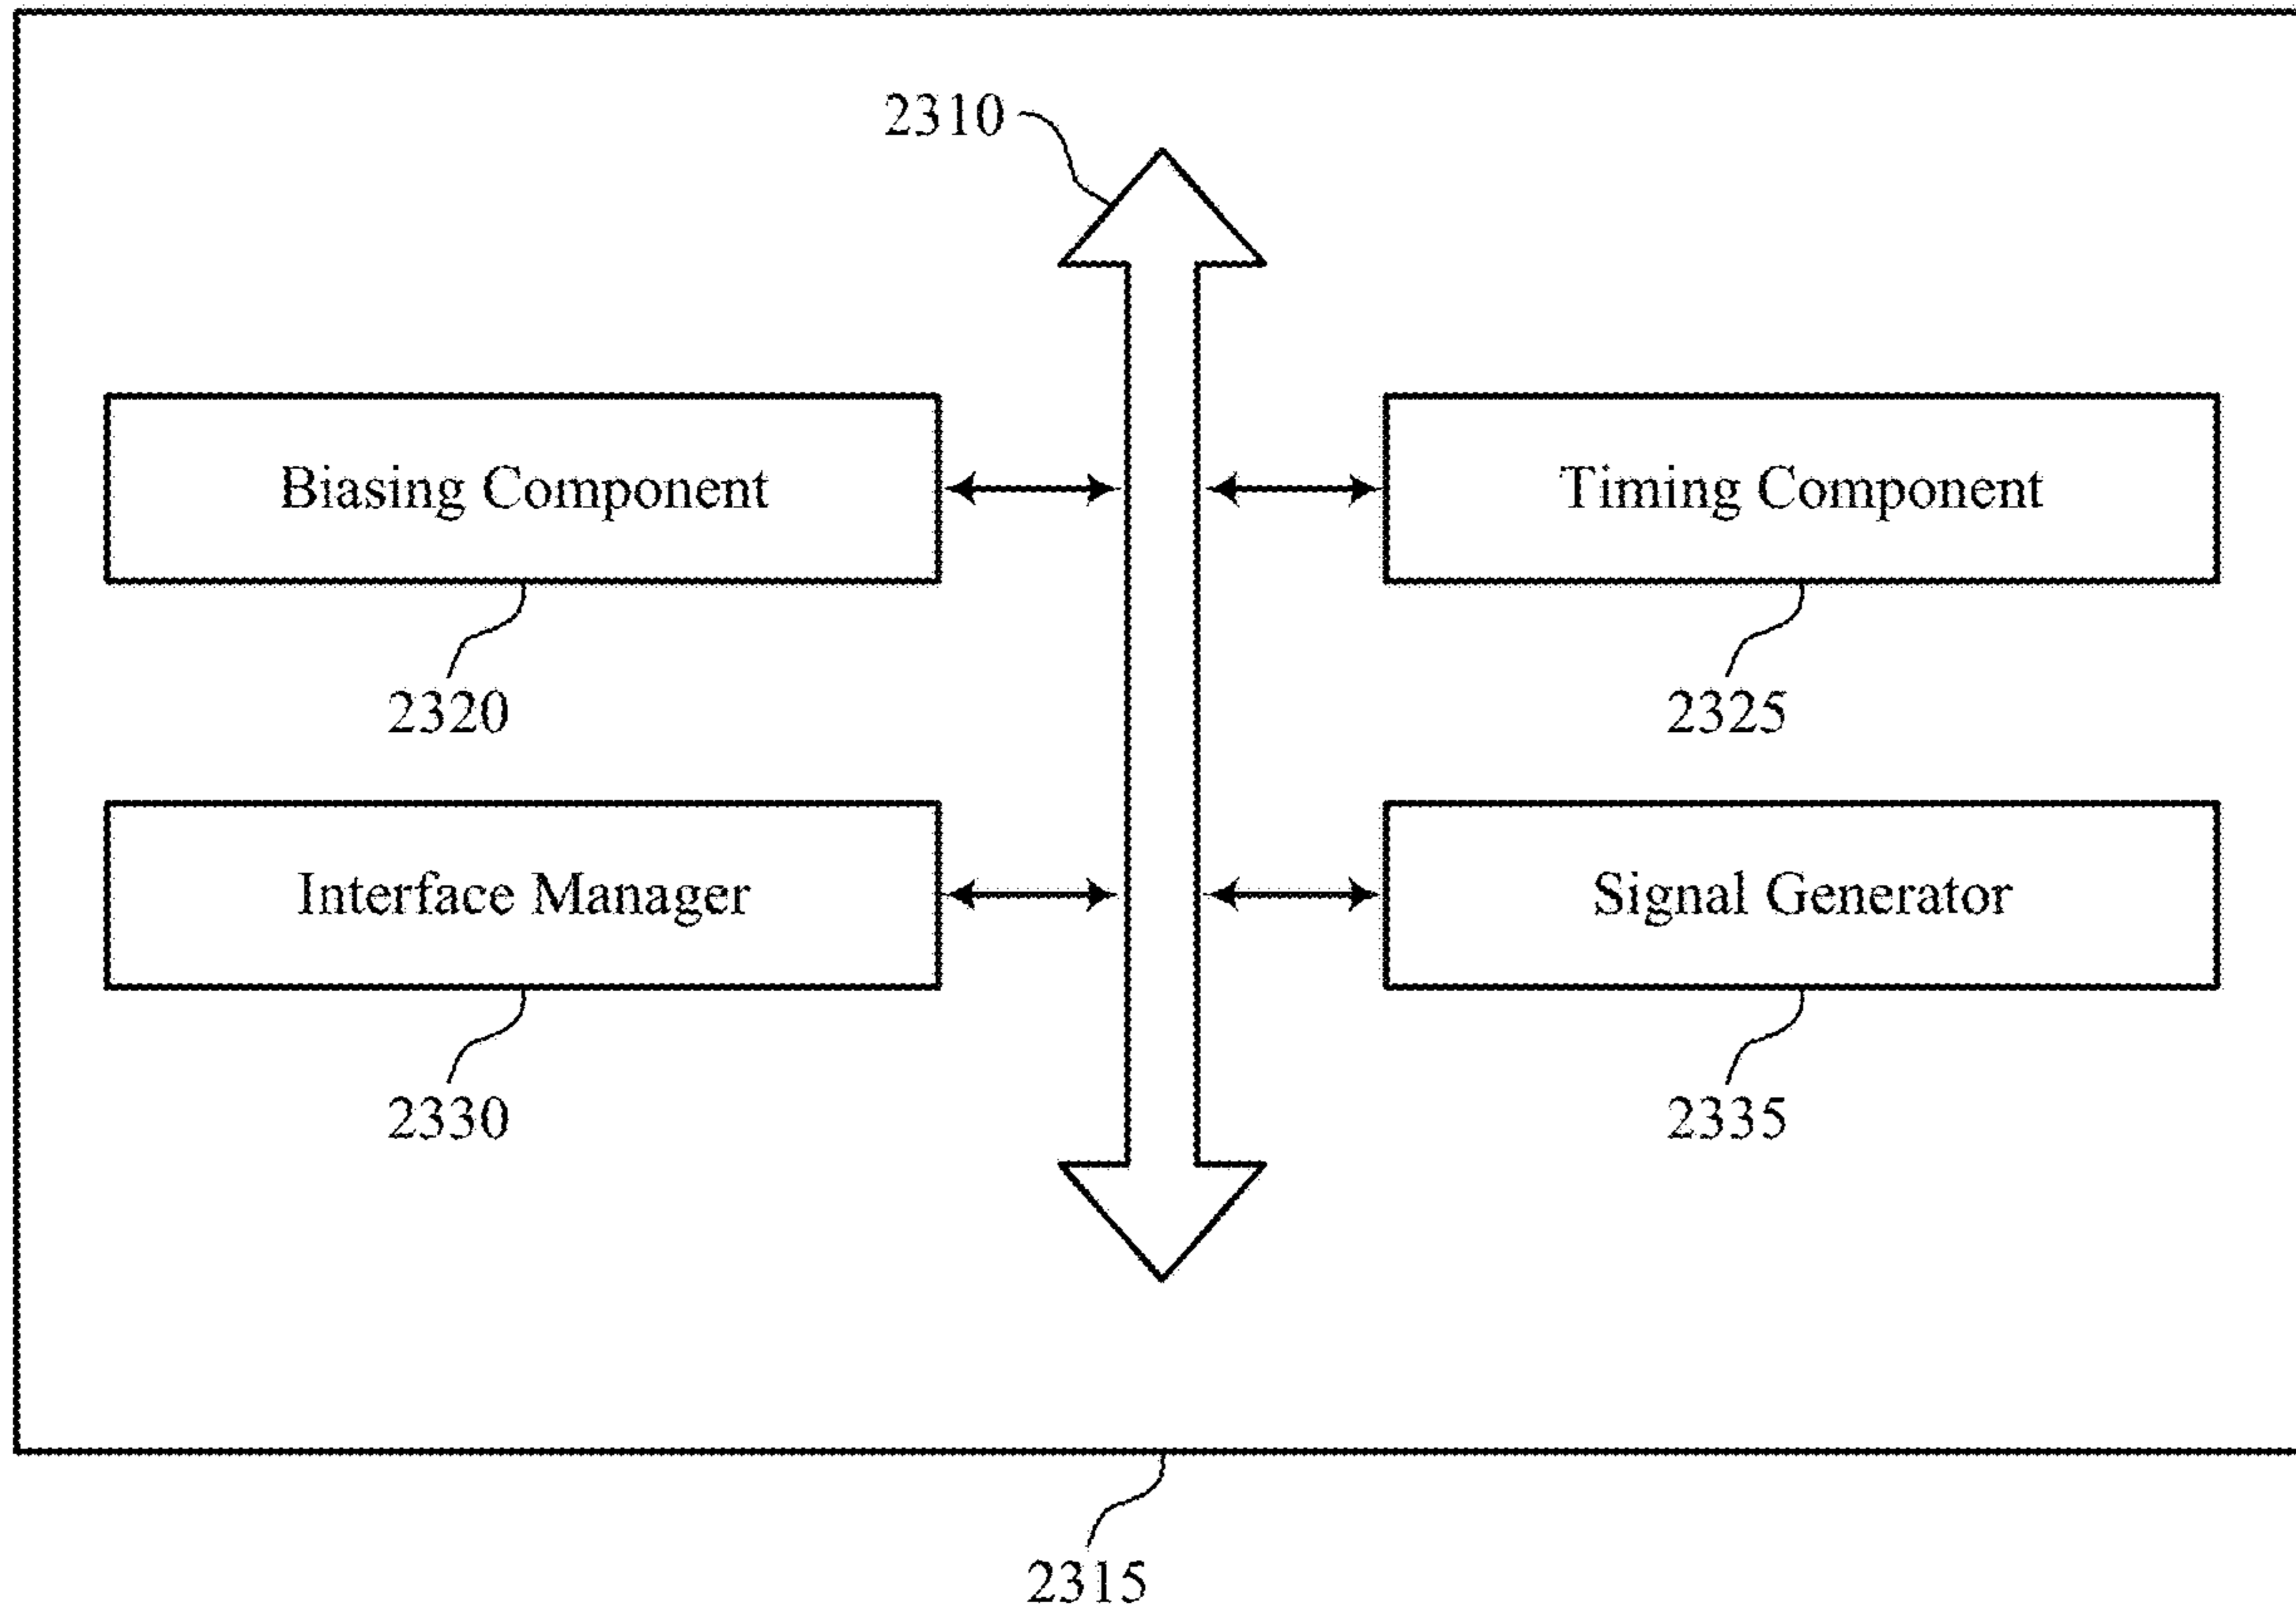 2310
Biasing Component
Timing Component
2320
2325
Interface Manager
Signal Generator
2330
2335
2315